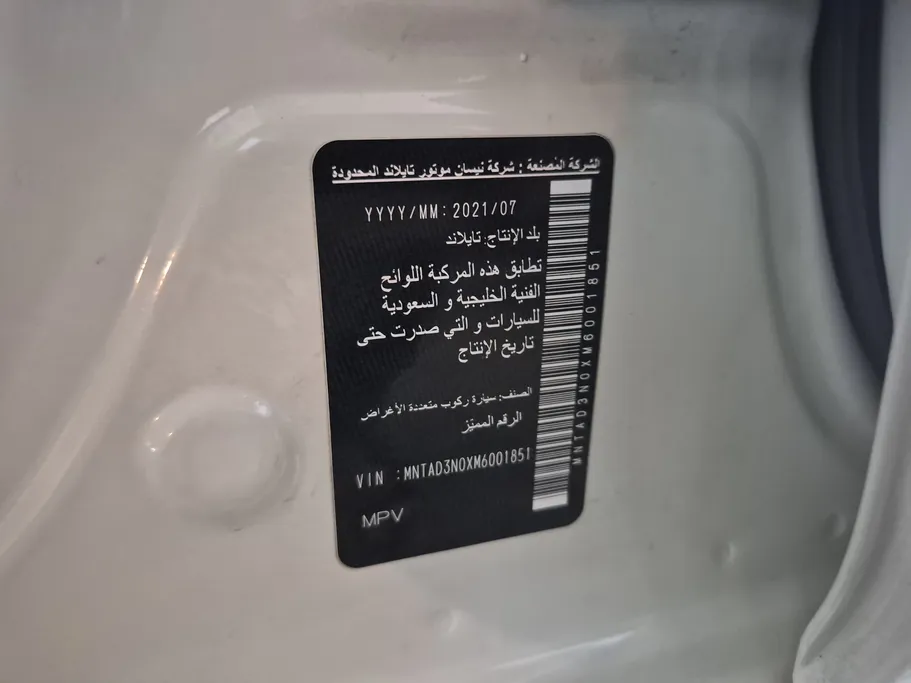 الشركة المصنعة : شركة نيسان موتور تايلاند المحدودة
YYYY/MM: 2021/07
بلد الإنتاج: تايلاند
تطابق هذه المركبة اللوائح
الفنية الخليجية و السعودية
للسيارات و التي صدرت حتى
تاريخ الإنتاج
الصنف: سيارة ركوب متعددة الأغراض
الرقم المميّز
VIN :MNTAD3N0XM6001851
MPV
MNTAD3N0XM6001851